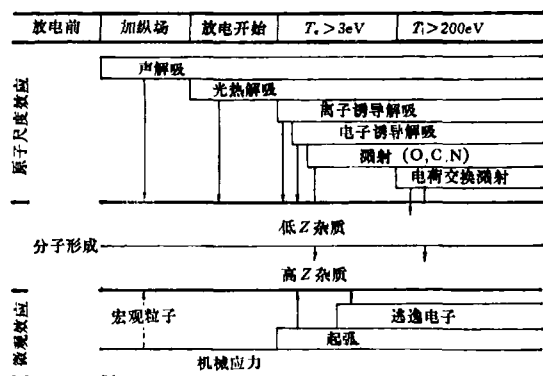 放电前 加纵场 放电开始 Tₑ>3eV Tᵢ>200eV
声解吸
光热解吸
离子诱导解吸
电子诱导解吸
溅射 (O,C,N)
电荷交换溅射
原子尺度效应
低Z杂质
分子形成
高Z杂质
微观效应
宏观粒子
逃逸电子
起弧
机械应力